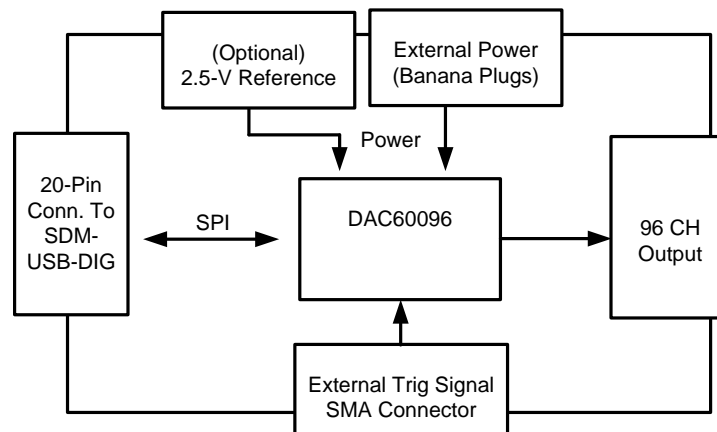 (Optional)
2.5-V Reference
External Power
(Banana Plugs)
Power
20-Pin
Conn. To
SDM-
USB-DIG
SPI
DAC60096
96 CH
Output
External Trig Signal
SMA Connector